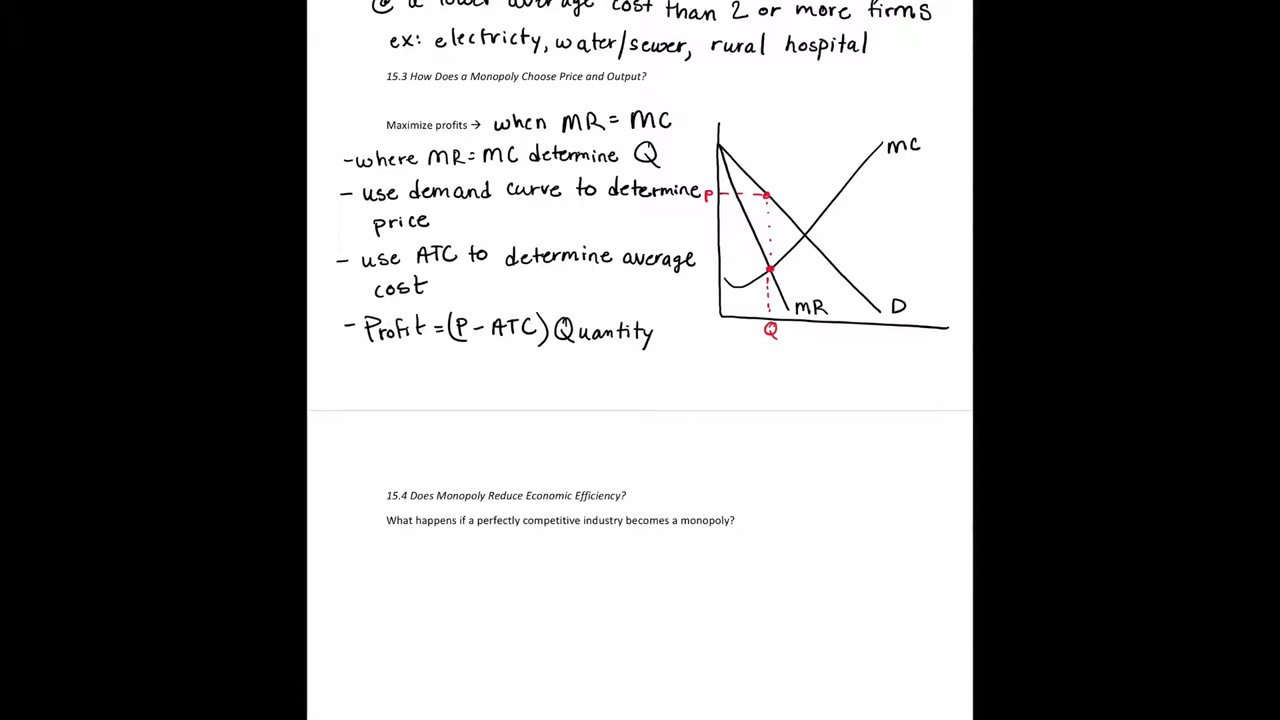 @ a lower average cost than 2 or more firms
ex: electricty, water/sewer, rural hospital
15.3 How Does a Monopoly Choose Price and Output?
Maximize profits → when MR = MC
-where MR = MC determine Q
- use demand curve to determine
price
- use ATC to determine average
cost
- Profit = (P - ATC) Quantity
MC
P
MR
D
Q
15.4 Does Monopoly Reduce Economic Efficiency?
What happens if a perfectly competitive industry becomes a monopoly?